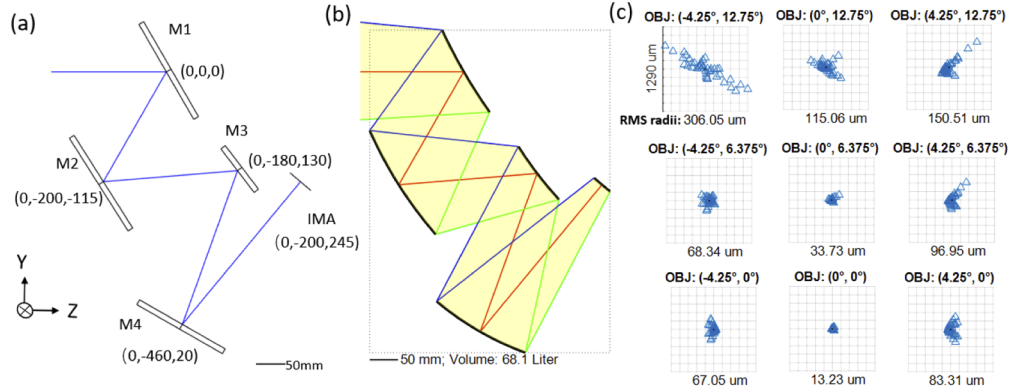 (a)
M1
(0,0,0)
M2
M3
(0,-180,130)
(0,-200,-115)
IMA
(0,-200,245)
Y
Z
M4
(0,-460,20)
50mm
(b)
50 mm; Volume: 68.1 Liter
(c)
OBJ: (-4.25°, 12.75°) OBJ: (0°, 12.75°) OBJ: (4.25°, 12.75°)
1290 um
RMS radii: 306.05 um 115.06 um 150.51 um
OBJ: (-4.25°, 6.375°) OBJ: (0°, 6.375°) OBJ: (4.25°, 6.375°)
68.34 um 33.73 um 96.95 um
OBJ: (-4.25°, 0°) OBJ: (0°, 0°) OBJ: (4.25°, 0°)
67.05 um 13.23 um 83.31 um